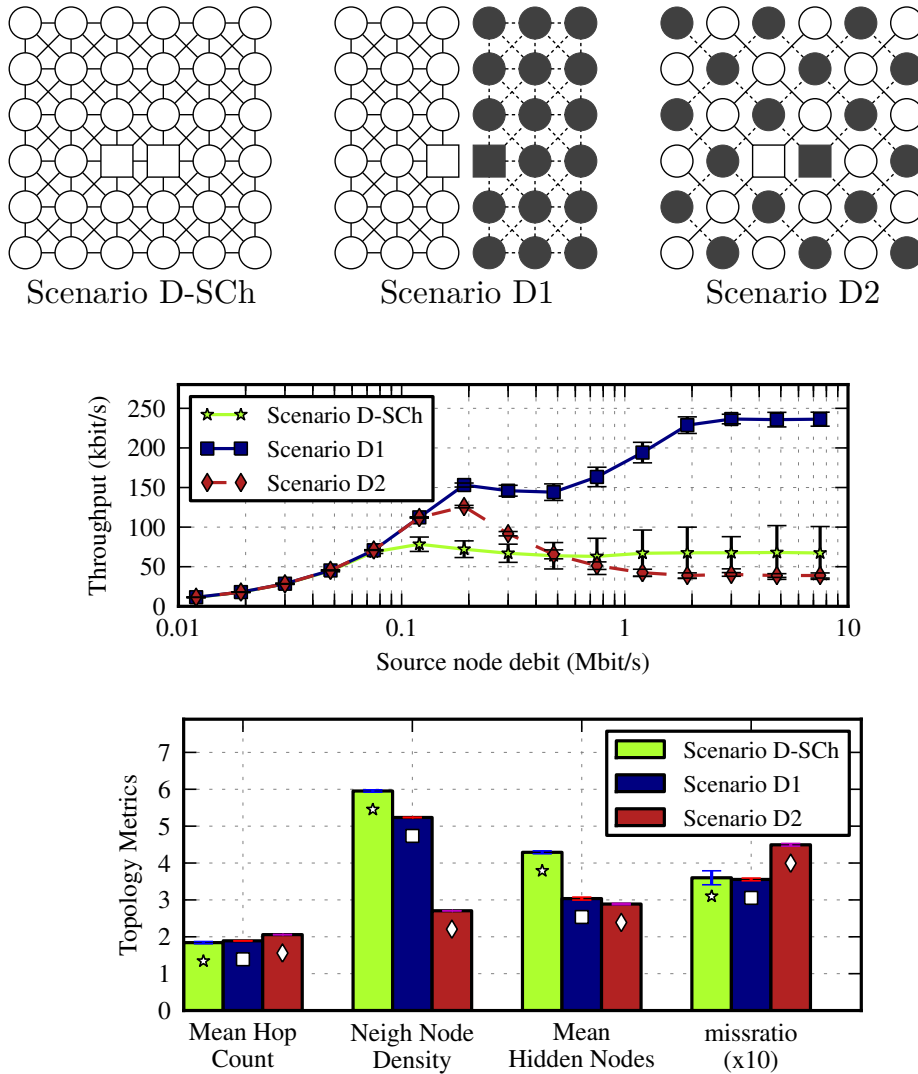 Scenario D-SCh
Scenario D1
Scenario D2
Throughput (kbit/s)
250
200
150
100
50
0
Scenario D-SCh
Scenario D1
Scenario D2
0.01
0.1
1
10
Source node debit (Mbit/s)
Topology Metrics
7
6
5
4
3
2
1
0
Scenario D-SCh
Scenario D1
Scenario D2
Mean Hop
Count
Neigh Node
Density
Mean
Hidden Nodes
missratio
(x10)